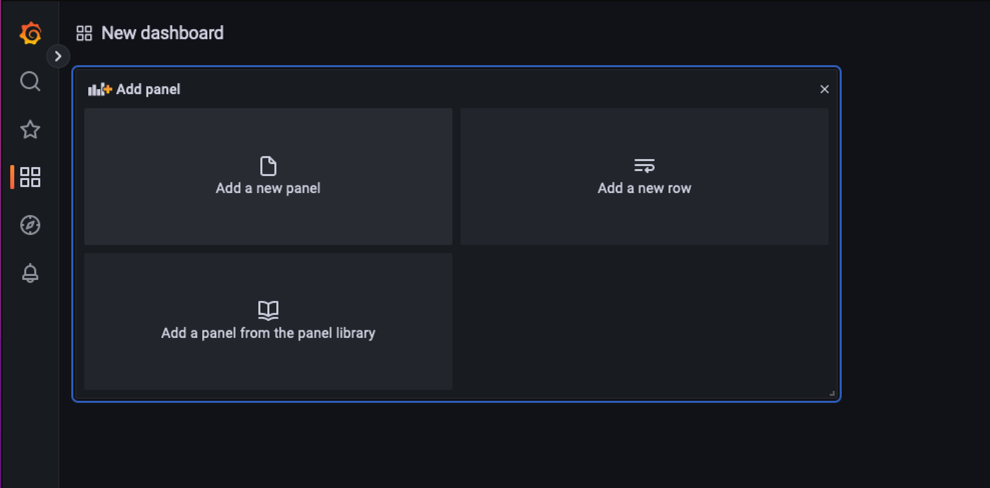 New dashboard
Add panel
Add a new panel
Add a new row
Add a panel from the panel library